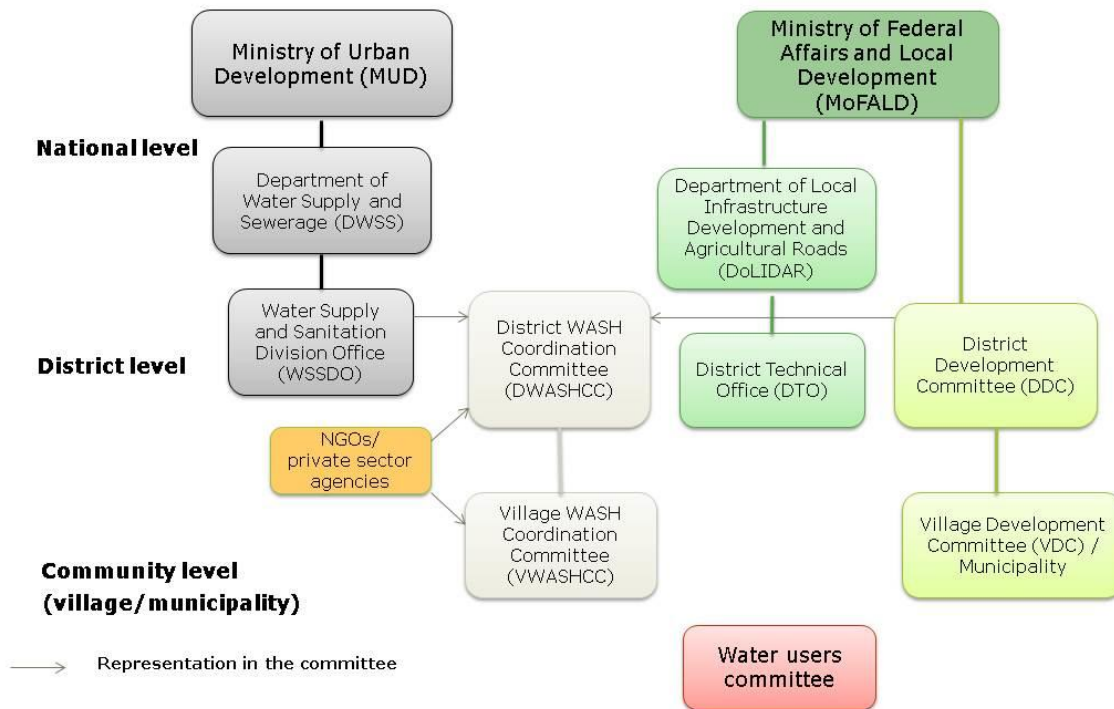 Ministry of Urban
Development (MUD)
Ministry of Federal
Affairs and Local
Development
(MoFALD)
National level
Department of
Water Supply and
Sewerage (DWSS)
Department of Local
Infrastructure
Development and
Agricultural Roads
(DoLIDAR)
Water Supply
and Sanitation
Division Office
(WSSDO)
District WASH
Coordination
Committee
(DWASHCC)
District level
District Technical
Office (DTO)
District
Development
Committee (DDC)
NGOs/
private sector
agencies
Village WASH
Coordination
Committee
(VWASHCC)
Village Development
Committee (VDC) /
Municipality
Community level
(village/municipality)
Representation in the committee
Water users
committee